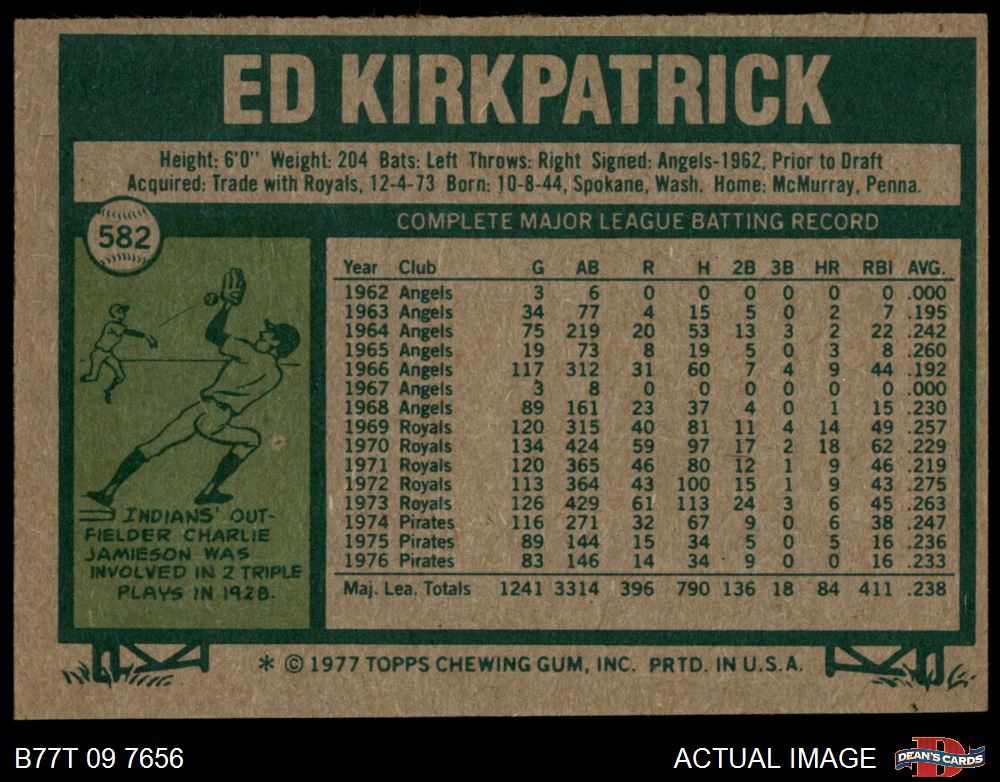 ED KIRKPATRICK
Height: 6'0" Weight: 204 Bats: Left Throws: Right Signed: Angels-1962, Prior to Draft
Acquired: Trade with Royals, 12-4-73 Born: 10-8-44, Spokane, Wash. Home: McMurray, Penna.
582
COMPLETE MAJOR LEAGUE BATTING RECORD
Year Club G AB R H 2B 3B HR RBI AVG.
1962 Angels 3 6 0 0 0 0 0 0 .000
1963 Angels 34 77 4 15 5 0 2 7 .195
1964 Angels 75 219 20 53 13 3 2 22 .242
1965 Angels 19 73 8 19 5 0 3 8 .260
1966 Angels 117 312 31 60 7 4 9 44 .192
1967 Angels 3 8 0 0 0 0 0 0 .000
1968 Angels 89 161 23 37 4 0 1 15 .230
1969 Royals 120 315 40 81 11 4 14 49 .257
1970 Royals 134 424 59 97 17 2 18 62 .229
1971 Royals 120 365 46 80 12 1 9 46 .219
1972 Royals 113 364 43 100 15 1 9 43 .275
1973 Royals 126 429 61 113 24 3 6 45 .263
1974 Pirates 116 271 32 67 9 0 6 38 .247
1975 Pirates 89 144 15 34 5 0 5 16 .236
1976 Pirates 83 146 14 34 9 0 0 16 .233
Maj. Lea. Totals 1241 3314 396 790 136 18 84 411 .238
INDIANS' OUT-
FIELDER CHARLIE
JAMIESON WAS
INVOLVED IN 2 TRIPLE
PLAYS IN 1928.
* © 1977 TOPPS CHEWING GUM, INC. PRTD. IN U.S.A.
B77T 09 7656
ACTUAL IMAGE
D
DEAN'S CARDS